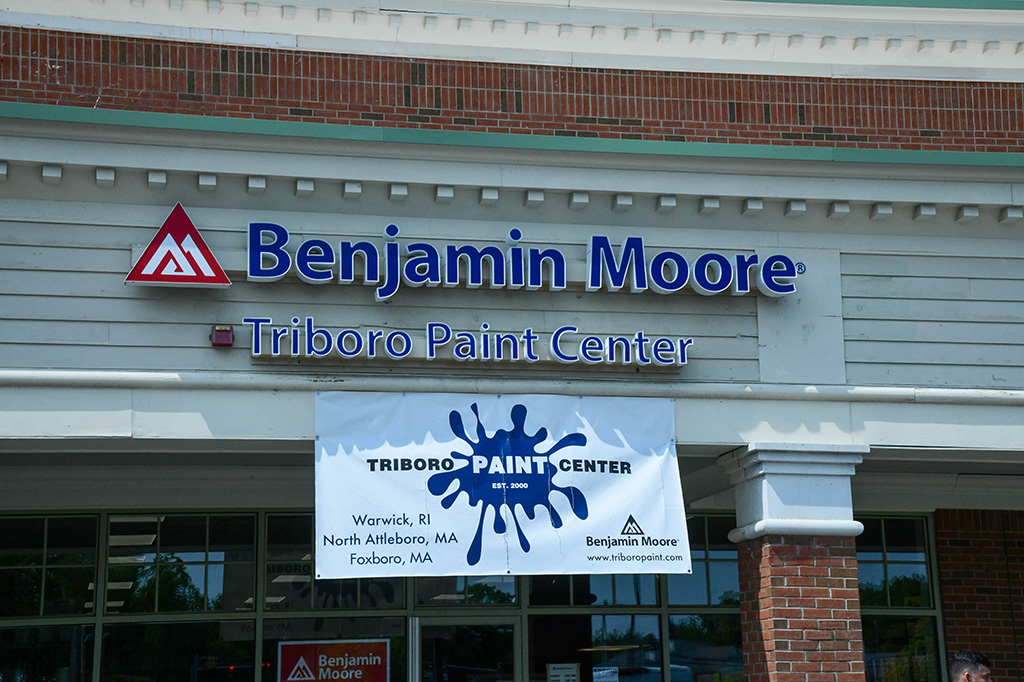 Benjamin Moore®
Triboro Paint Center
TRIBORO PAINT CENTER
EST. 2000
Warwick, RI
North Attleboro, MA
Foxboro, MA
Benjamin Moore®
www.triboropaint.com
Benjamin
Moore